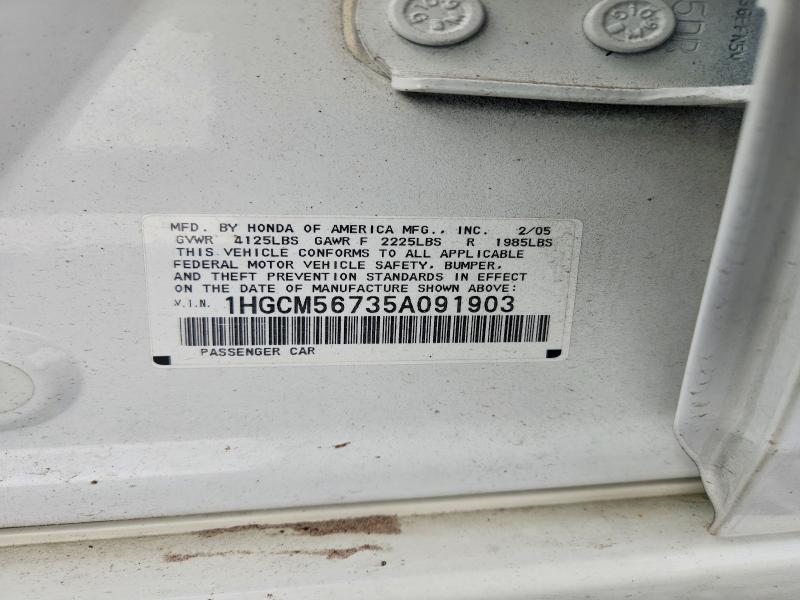 MFD. BY HONDA OF AMERICA MFG., INC. 2/05
GVWR 4125LBS GAWR F 2225LBS R 1985LBS
THIS VEHICLE CONFORMS TO ALL APPLICABLE
FEDERAL MOTOR VEHICLE SAFETY, BUMPER,
AND THEFT PREVENTION STANDARDS IN EFFECT
ON THE DATE OF MANUFACTURE SHOWN ABOVE:
V.I.N. 1HGCM56735A091903
PASSENGER CAR